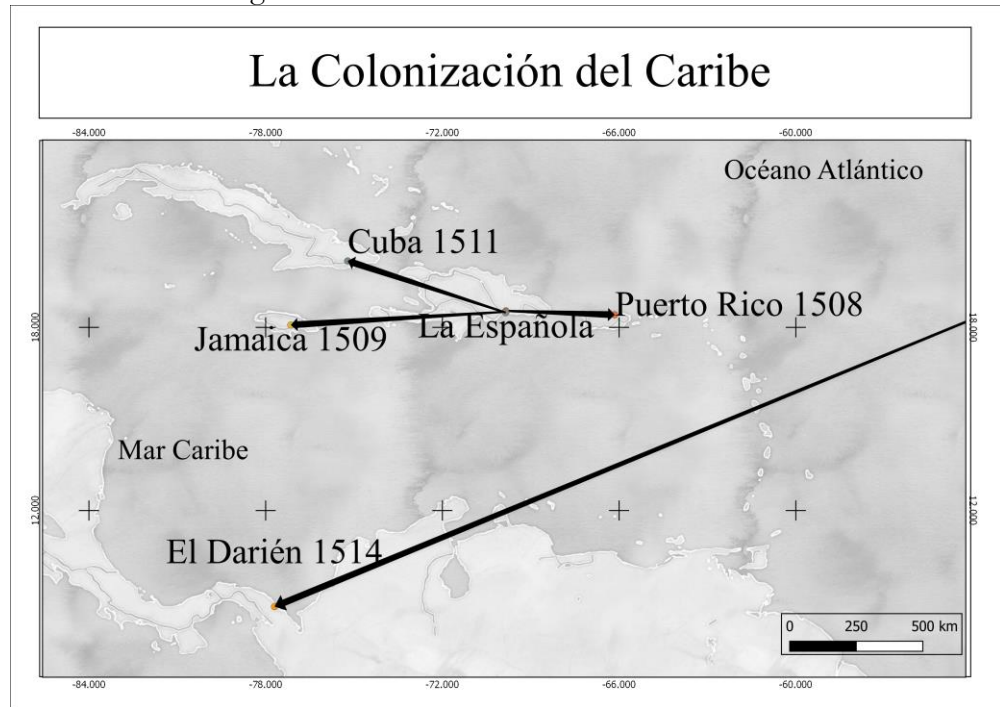 La Colonización del Caribe
-84.000 -78.000 -72.000 -66.000 -60.000
Océano Atlántico
Cuba 1511
Puerto Rico 1508
La Española
Jamaica 1509
18.000 18.000
Mar Caribe
12.000 12.000
El Darién 1514
0 250 500 km
-84.000 -78.000 -72.000 -66.000 -60.000